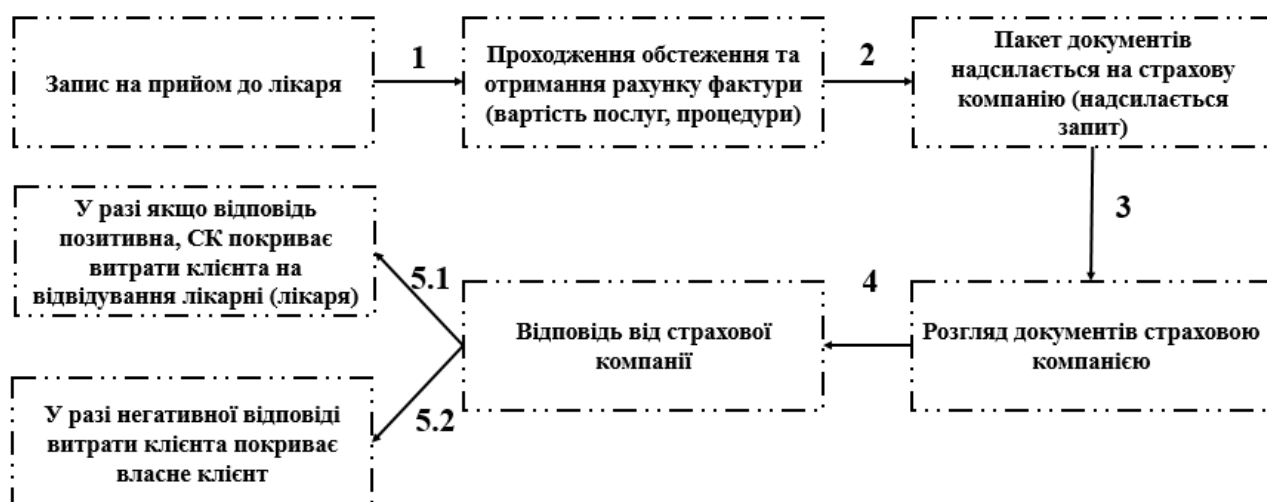 Запис на прийом до лікаря
1
Проходження обстеження та
отримання рахунку фактури
(вартість послуг, процедури)
2
Пакет документів
надсилається на страхову
компанію (надсилається
запит)
3
Розгляд документів страховою
компанією
4
Відповідь від страхової
компанії
5.1
У разі якщо відповідь
позитивна, СК покриває
витрати клієнта на
відвідування лікарні (лікаря)
5.2
У разі негативної відповіді
витрати клієнта покриває
власне клієнт